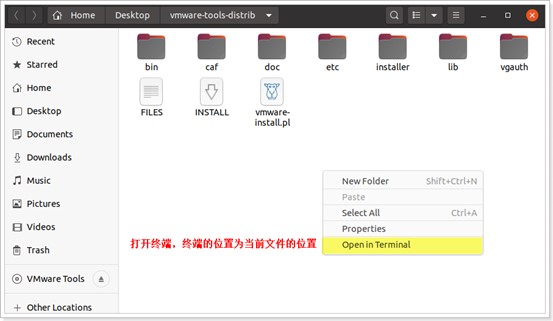 Home Desktop vmware-tools-distrib
Recent
Starred
Home
Desktop
Documents
Downloads
Music
Pictures
Videos
Trash
VMware Tools
Other Locations
bin caf doc etc installer lib vgauth
FILES INSTALL vmware-
install.pl
New Folder Shift+Ctrl+N
Paste
Select All Ctrl+A
Properties
Open in Terminal
打开终端，终端的位置为当前文件的位置